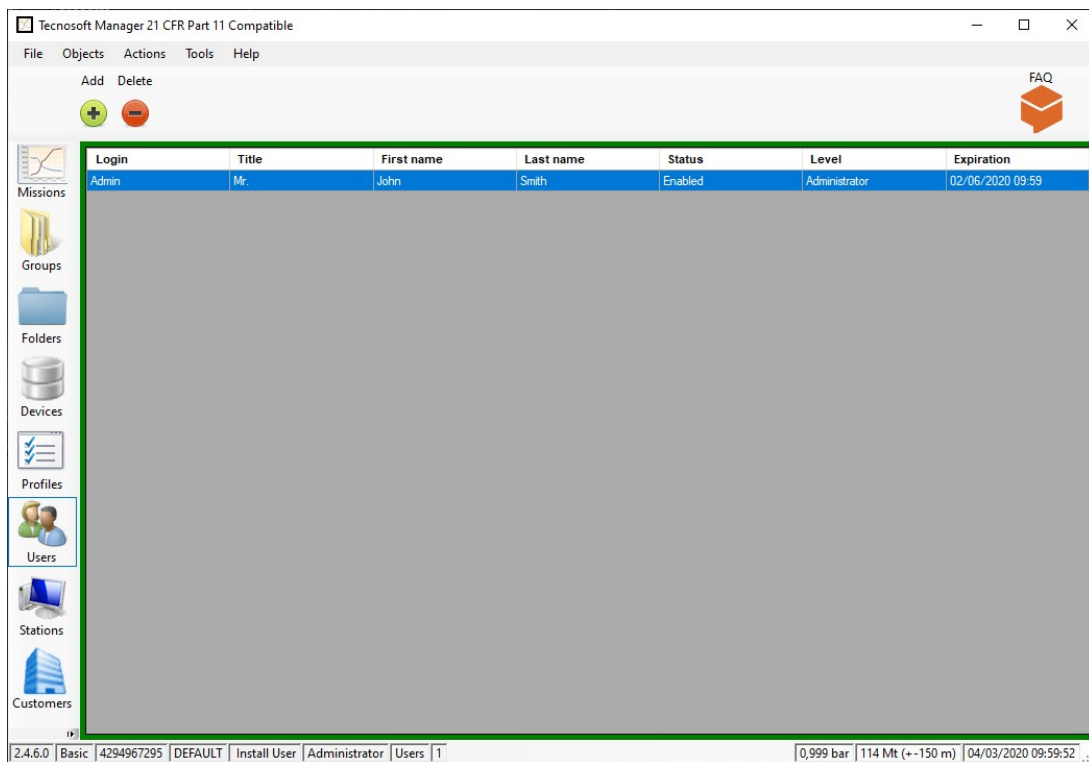 Tecnosoft Manager 21 CFR Part 11 Compatible
File Objects Actions Tools Help
Add Delete
FAQ
Login Title First name Last name Status Level Expiration
Admin Mr. John Smith Enabled Administrator 02/06/2020 09:59
Missions
Groups
Folders
Devices
Profiles
Users
Stations
Customers
2.4.6.0 Basic 4294967295 DEFAULT Install User Administrator Users 1 0,999 bar 114 Mt (+-150 m) 04/03/2020 09:59:52